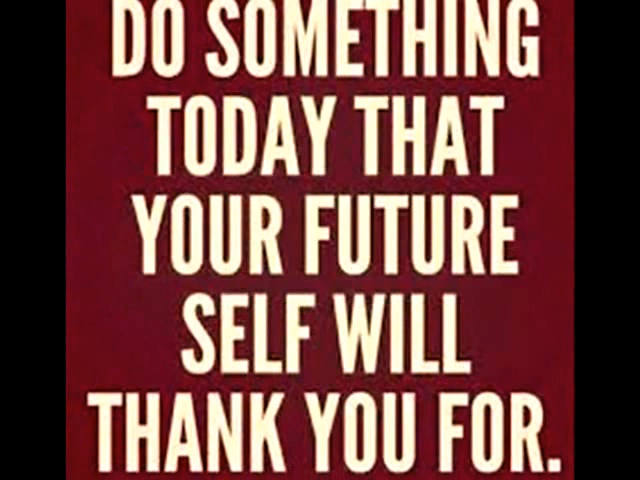 DO SOMETHING
TODAY THAT
YOUR FUTURE
SELF WILL
THANK YOU FOR.